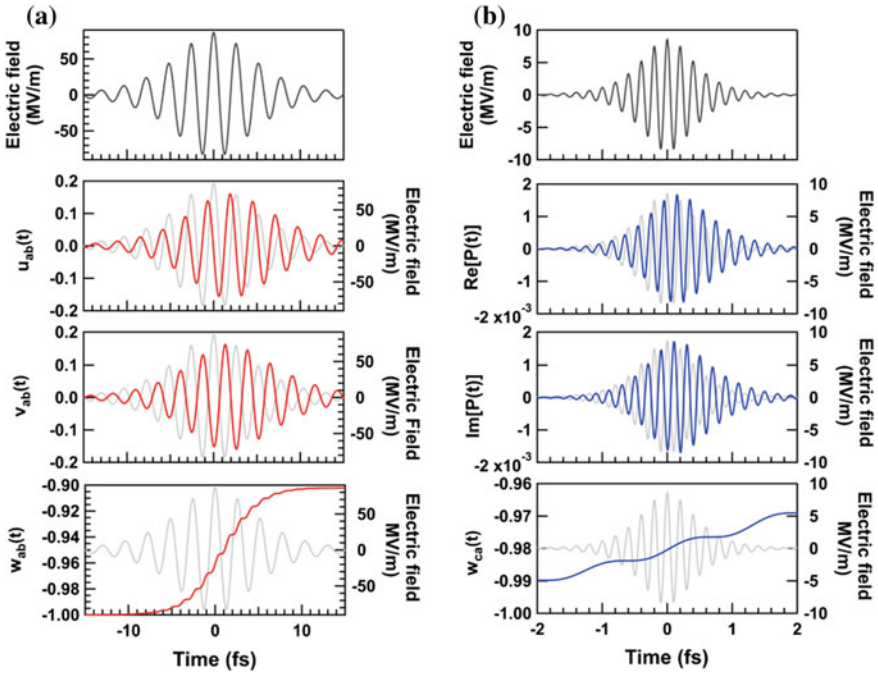 (a)
Electric field
(MV/m)
50
0
-50
0.2
0.1
0.0
-0.1
-0.2
u_ab(t)
50
0
-50
Electric field
(MV/m)
0.2
0.1
0.0
-0.1
-0.2
v_ab(t)
50
0
-50
Electric Field
(MV/m)
-0.90
-0.92
-0.94
-0.96
-0.98
-1.00
w_ab(t)
50
0
-50
Electric field
MV/m)
-10
0
10
Time (fs)
(b)
Electric field
(MV/m)
10
5
0
-5
-10
2
1
0
-1
-2 x10⁻³
Re[P(t)]
10
5
0
-5
-10
Electric field
(MV/m)
2
1
0
-1
-2 x10⁻³
Im[P(t)]
10
5
0
-5
-10
Electric field
(MV/m)
-0.96
-0.97
-0.98
-0.99
-1.00
w_ca(t)
10
5
0
-5
-10
Electric field
MV/m)
-2
-1
0
1
2
Time (fs)